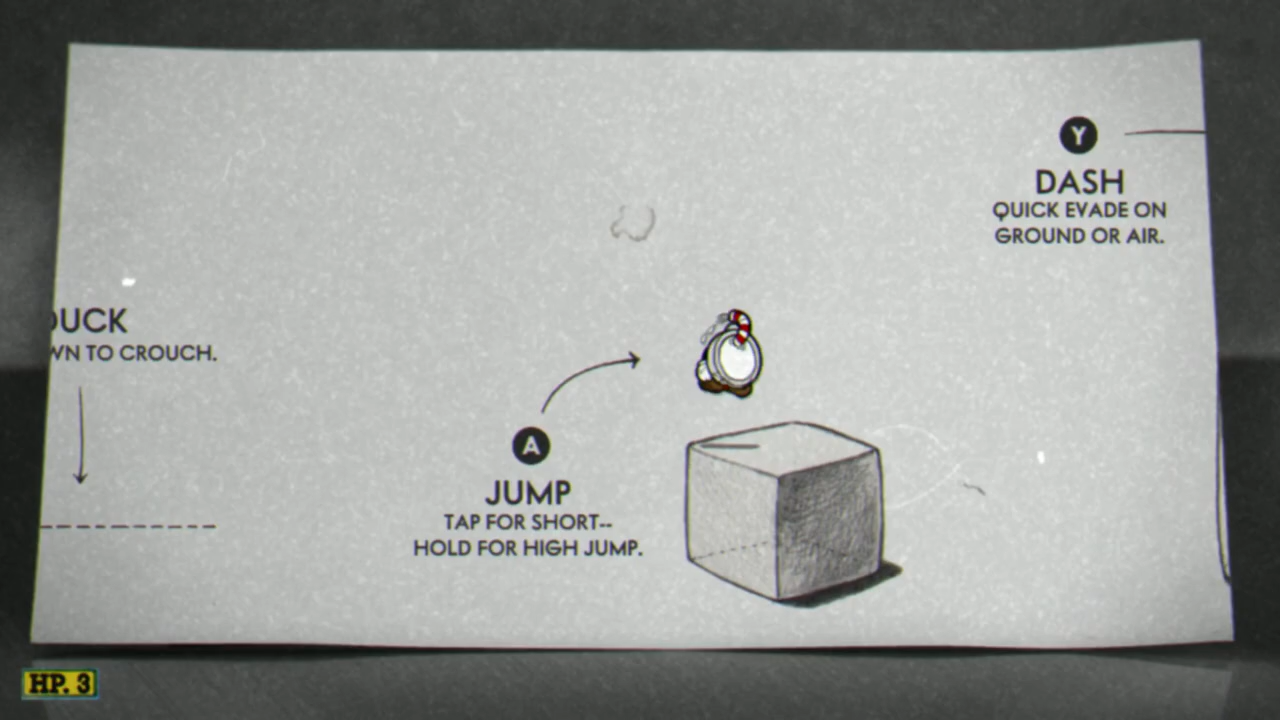 Y
DASH
QUICK EVADE ON
GROUND OR AIR.
DUCK
WN TO CROUCH.
A
JUMP
TAP FOR SHORT--
HOLD FOR HIGH JUMP.
HP. 3